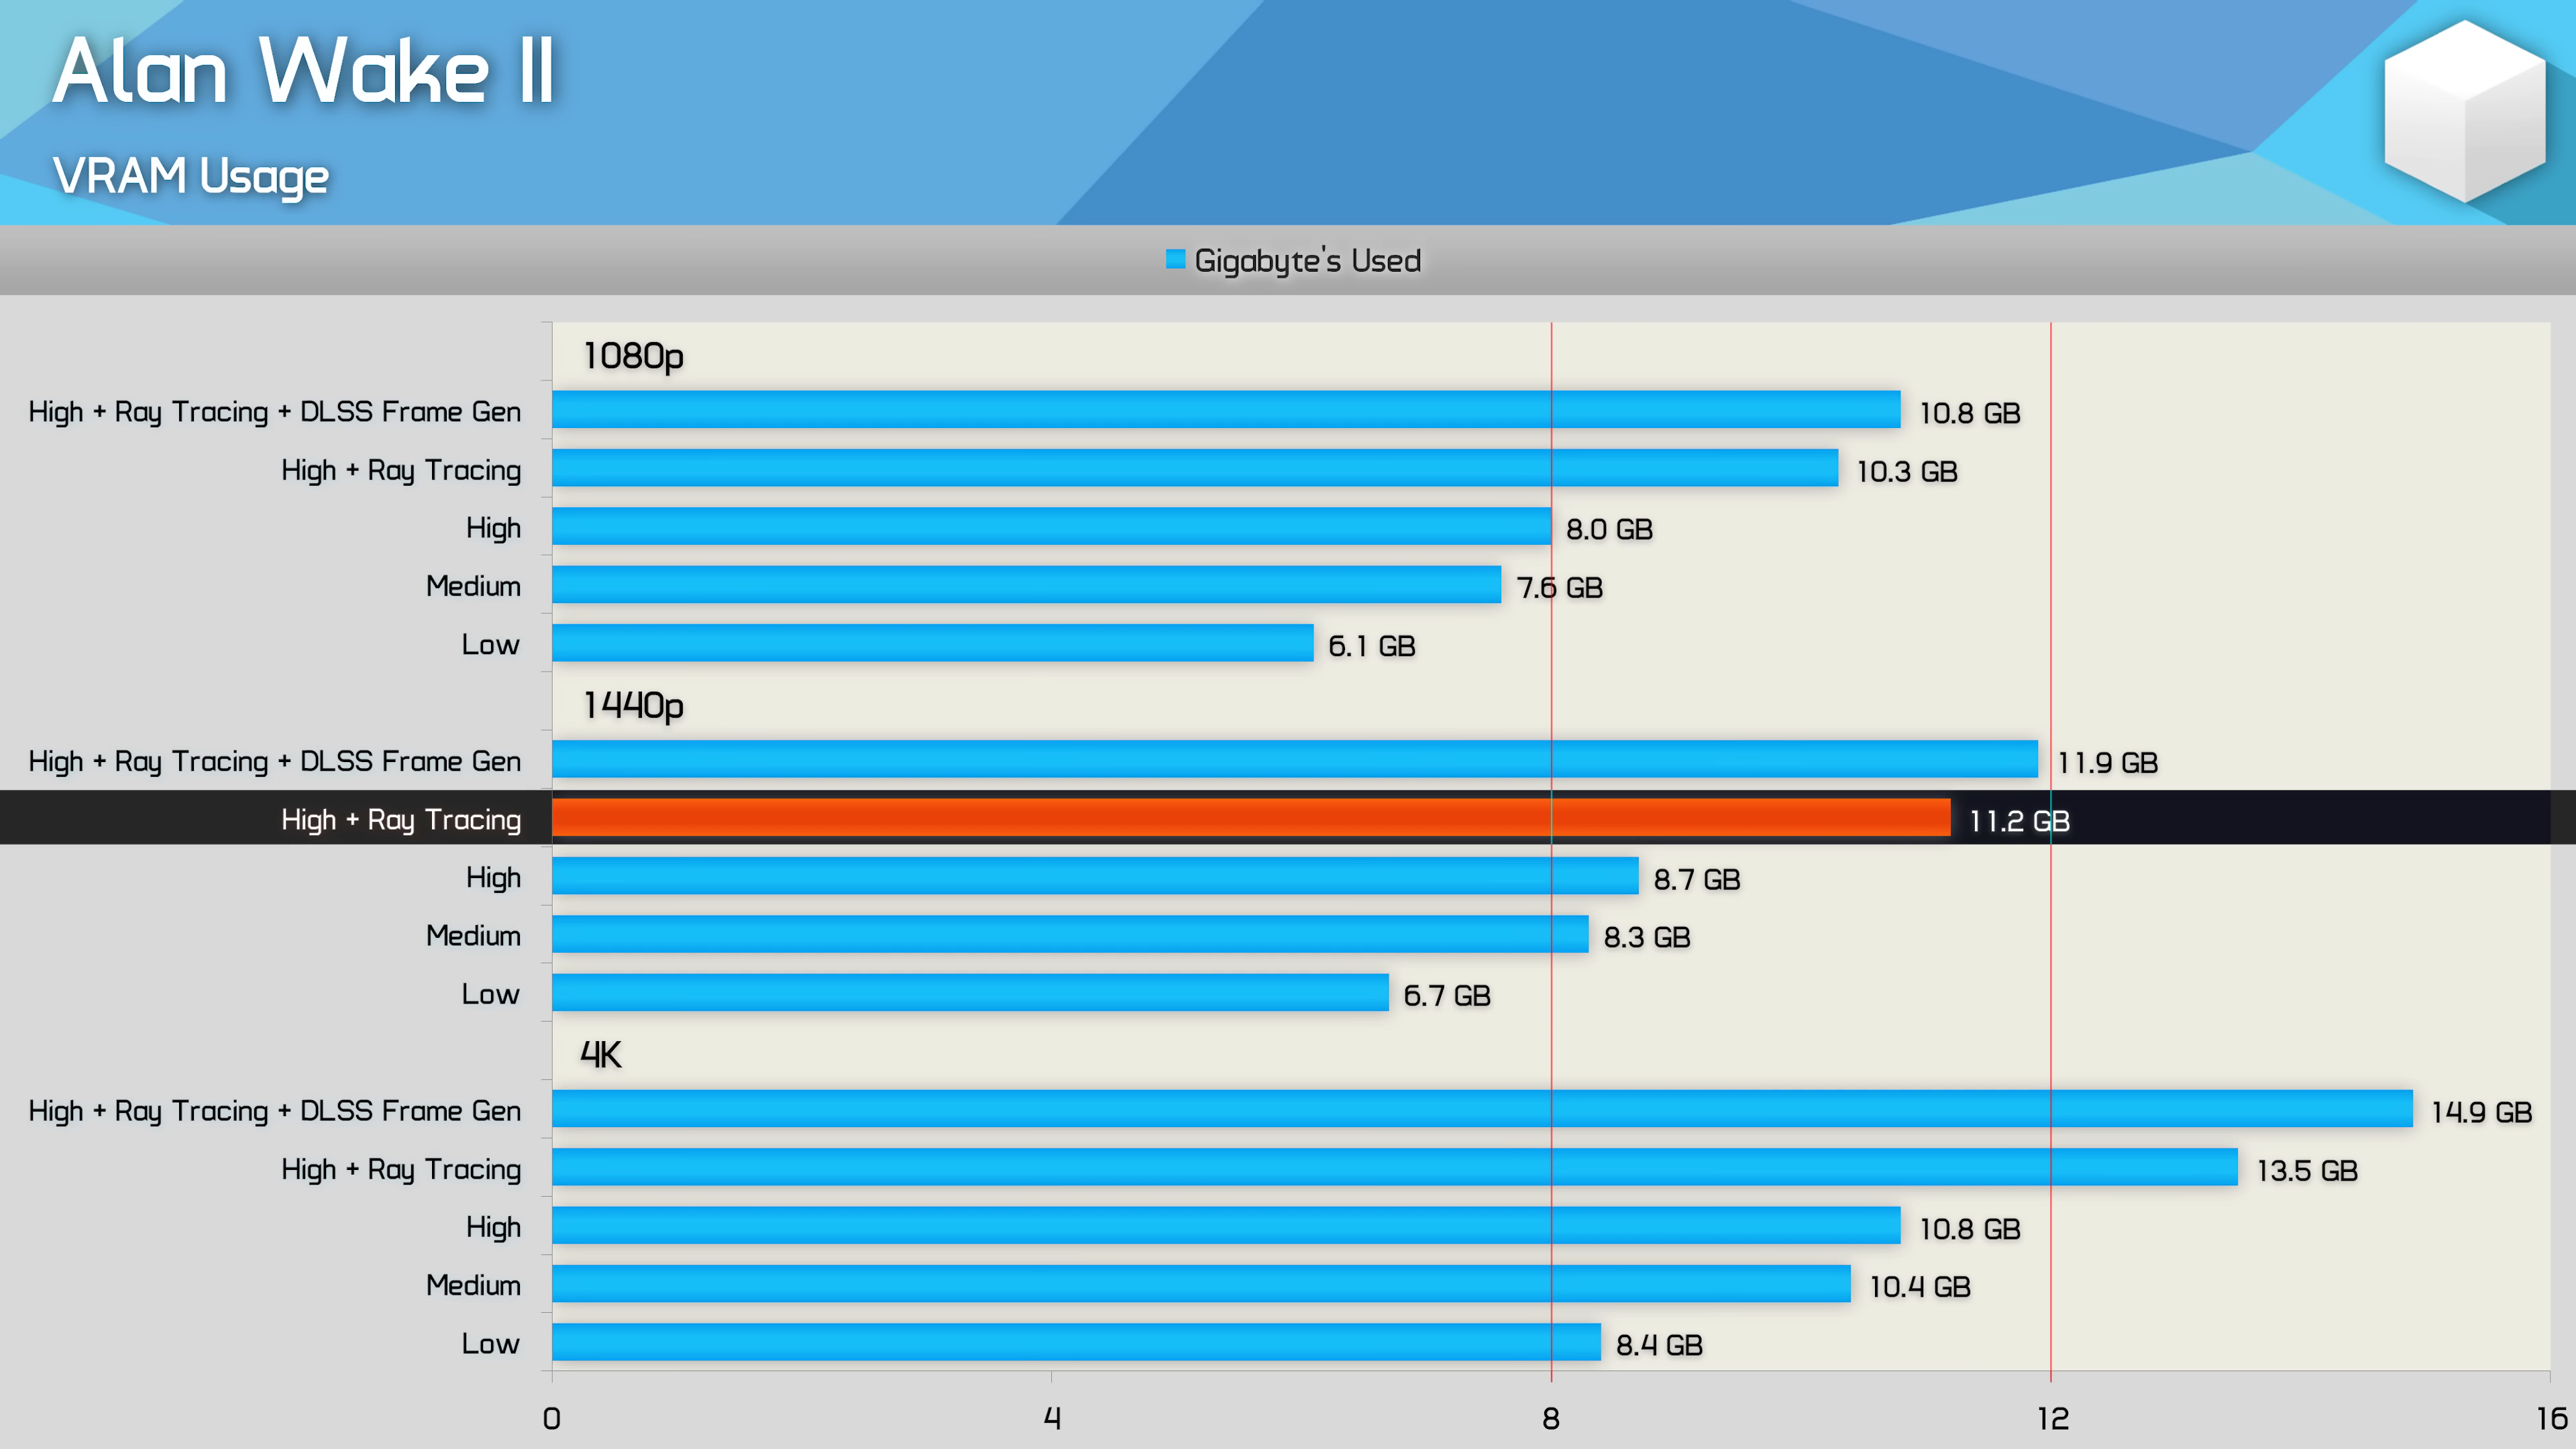 Alan Wake II
VRAM Usage
Gigabyte's Used
1080p
High + Ray Tracing + DLSS Frame Gen 10.8 GB
High + Ray Tracing 10.3 GB
High 8.0 GB
Medium 7.6 GB
Low 6.1 GB
1440p
High + Ray Tracing + DLSS Frame Gen 11.9 GB
High + Ray Tracing 11.2 GB
High 8.7 GB
Medium 8.3 GB
Low 6.7 GB
4K
High + Ray Tracing + DLSS Frame Gen 14.9 GB
High + Ray Tracing 13.5 GB
High 10.8 GB
Medium 10.4 GB
Low 8.4 GB
0 4 8 12 16